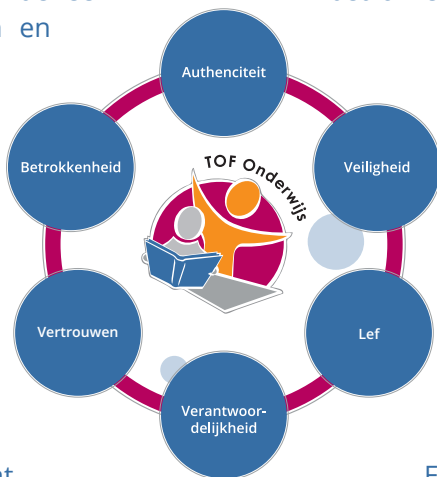 en
Authenciteit
Betrokkenheid
TOF Onderwijs
Veiligheid
Vertrouwen
Lef
Verantwoor-
delijkheid